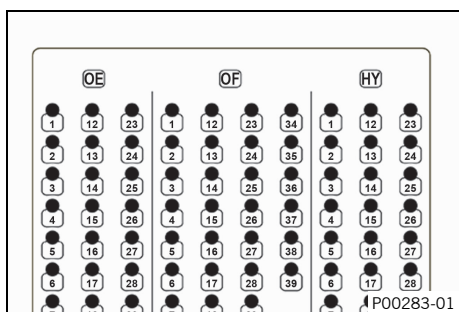 OE OF HY
1 12 23 1 12 23 34 1 12 23
2 13 24 2 13 24 35 2 13 24
3 14 25 3 14 25 36 3 14 25
4 15 26 4 15 26 37 4 15 26
5 16 27 5 16 27 38 5 16 27
6 17 28 6 17 28 39 6 17 28
P00283-01